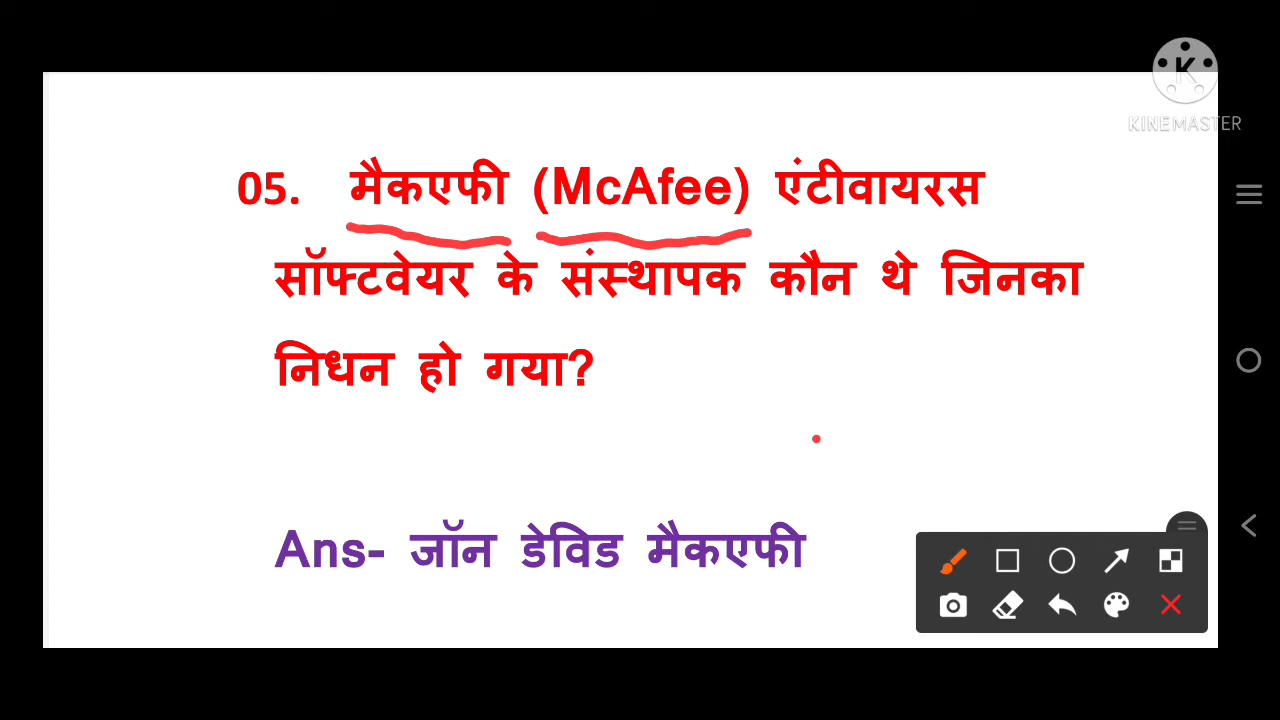 KINEMASTER
05. मैकएफी (McAfee) एंटीवायरस
सॉफ्टवेयर के संस्थापक कौन थे जिनका
निधन हो गया?
Ans- जॉन डेविड मैकएफी